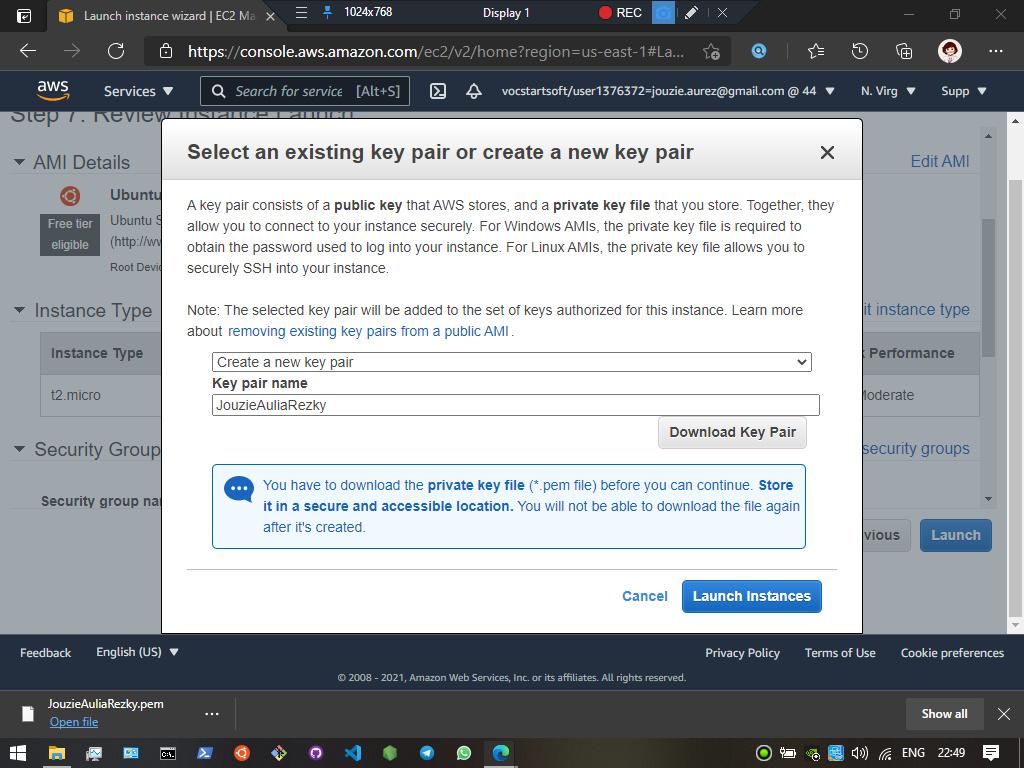 Launch instance wizard | EC2 Ma
1024x768
Display 1
REC
https://console.aws.amazon.com/ec2/v2/home?region=us-east-1#La...
aws
Services
Search for service
[Alt+S]
vocstartsoft/user1376372=jouzie.aurez@gmail.com @ 44
N. Virg
Supp
Step 7: Review Instance Launch
AMI Details
Edit AMI
Free tier
eligible
Ubuntu
Ubuntu S
(http://ww
Root Devic
Instance Type
it instance type
Instance Type
Performance
t2.micro
Moderate
Security Group
security groups
Security group nam
vious
Launch
Select an existing key pair or create a new key pair
A key pair consists of a public key that AWS stores, and a private key file that you store. Together, they
allow you to connect to your instance securely. For Windows AMIs, the private key file is required to
obtain the password used to log into your instance. For Linux AMIs, the private key file allows you to
securely SSH into your instance.
Note: The selected key pair will be added to the set of keys authorized for this instance. Learn more
about removing existing key pairs from a public AMI.
Create a new key pair
Key pair name
JouzieAuliaRezky
Download Key Pair
You have to download the private key file (*.pem file) before you can continue. Store
it in a secure and accessible location. You will not be able to download the file again
after it's created.
Cancel
Launch Instances
Feedback
English (US)
Privacy Policy
Terms of Use
Cookie preferences
© 2008 - 2021, Amazon Web Services, Inc. or its affiliates. All rights reserved.
JouzieAuliaRezky.pem
Open file
Show all
ENG
22:49